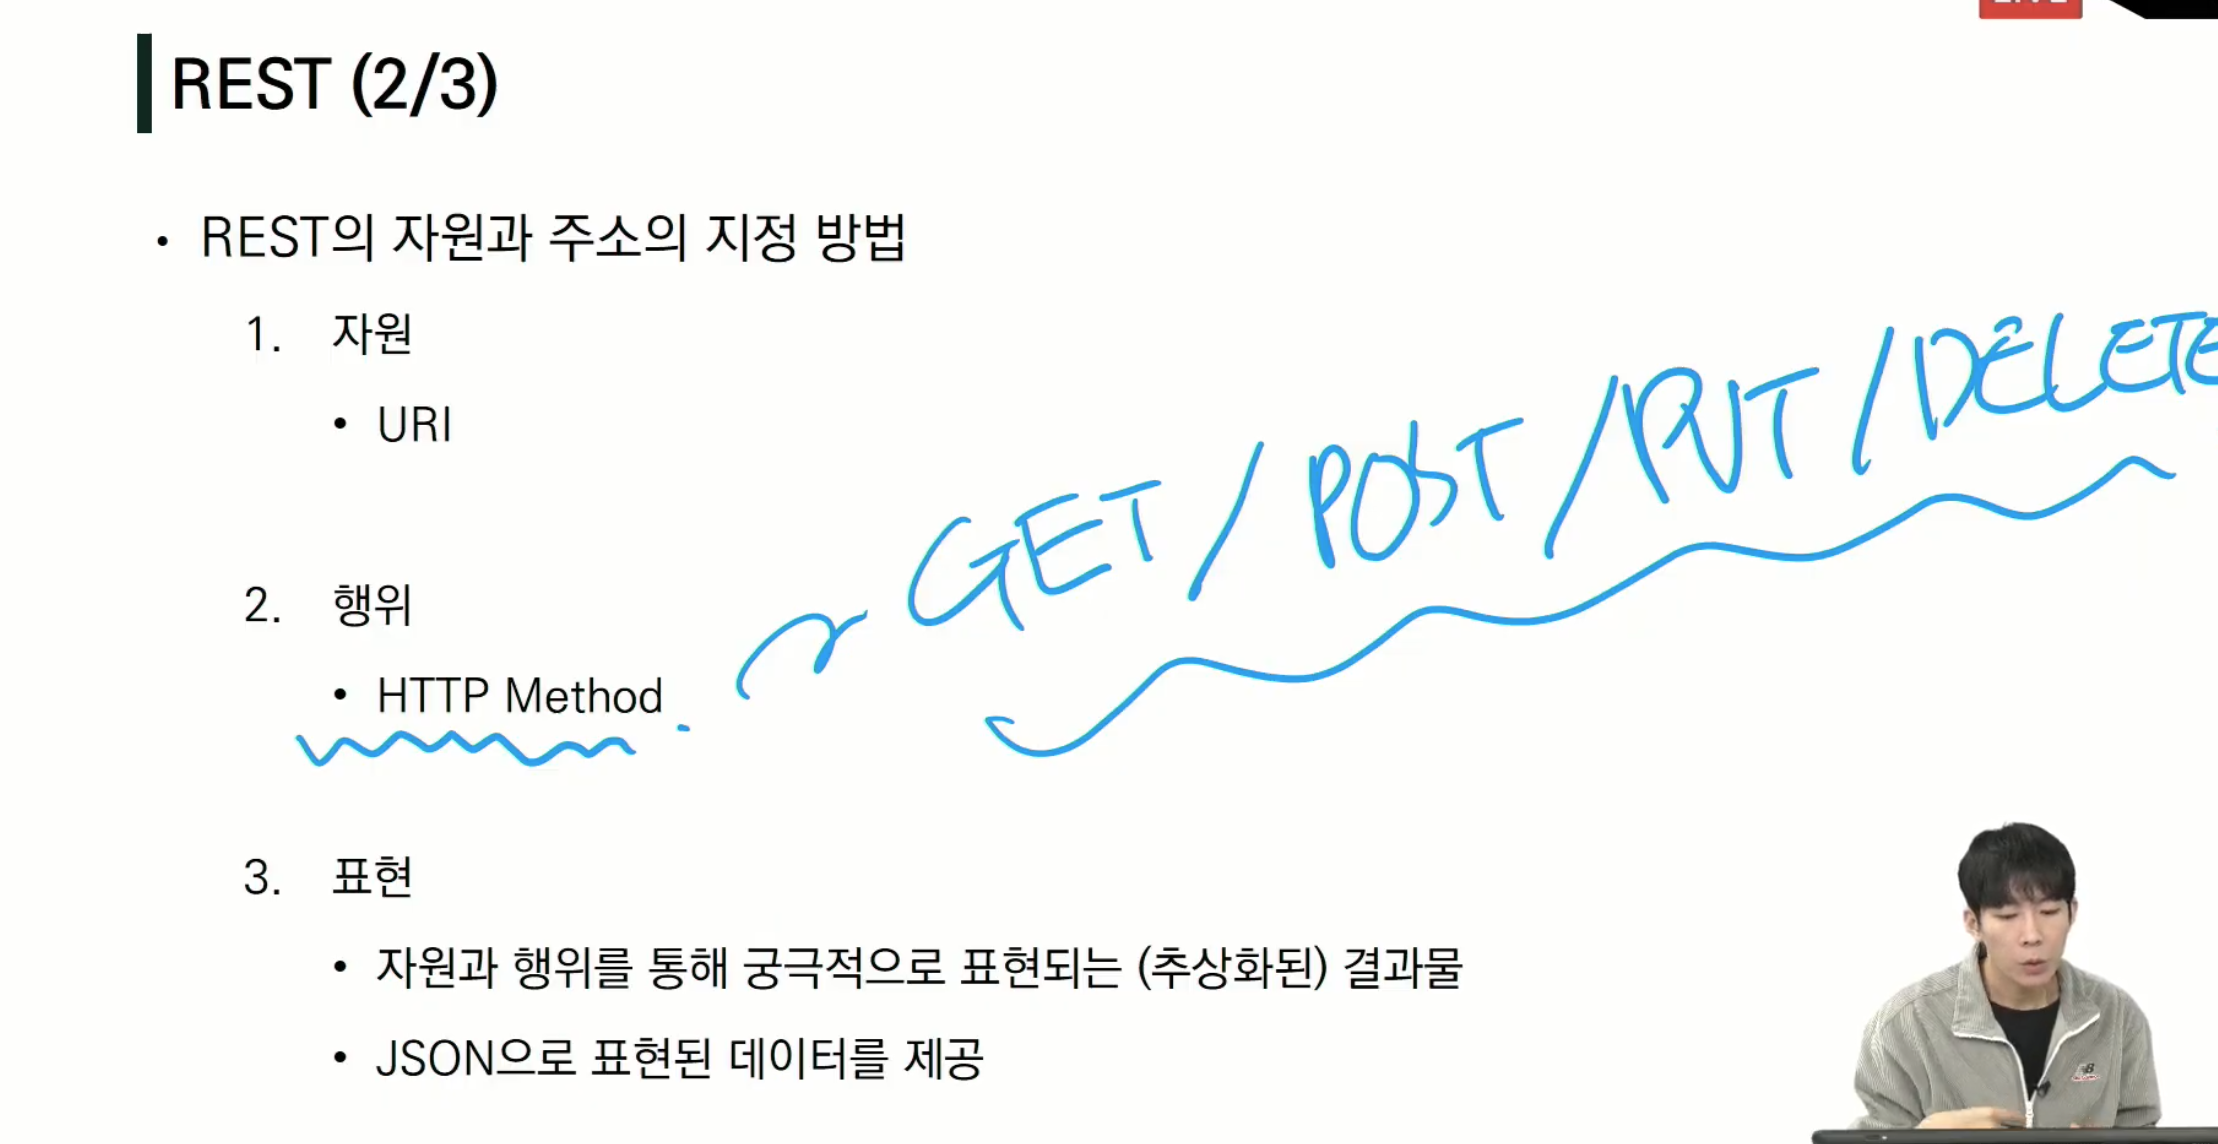 REST (2/3)
• REST의 자원과 주소의 지정 방법
1. 자원
• URI
2. 행위
• HTTP Method
GET / POST / PUT / DELETE
3. 표현
• 자원과 행위를 통해 궁극적으로 표현되는 (추상화된) 결과물
• JSON으로 표현된 데이터를 제공